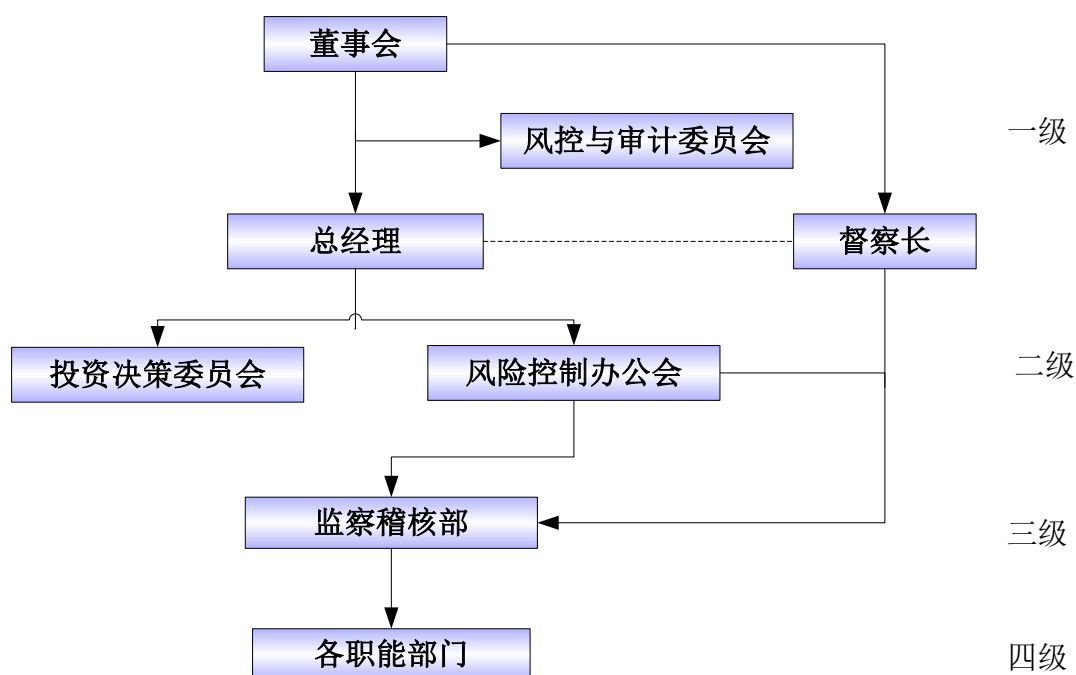 董事会
风控与审计委员会
一级
总经理
督察长
投资决策委员会
风险控制办公会
二级
监察稽核部
三级
各职能部门
四级